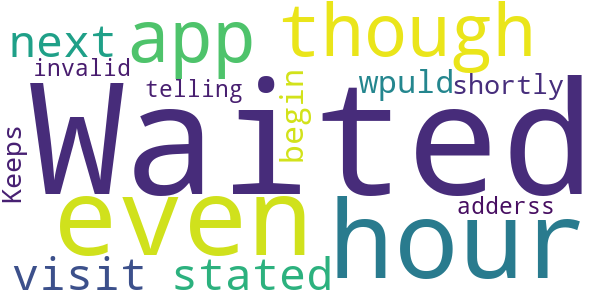 next app though
invalid
telling
begin
wpuld shortly
Keeps
Waited
even
hour
adderss
visit stated